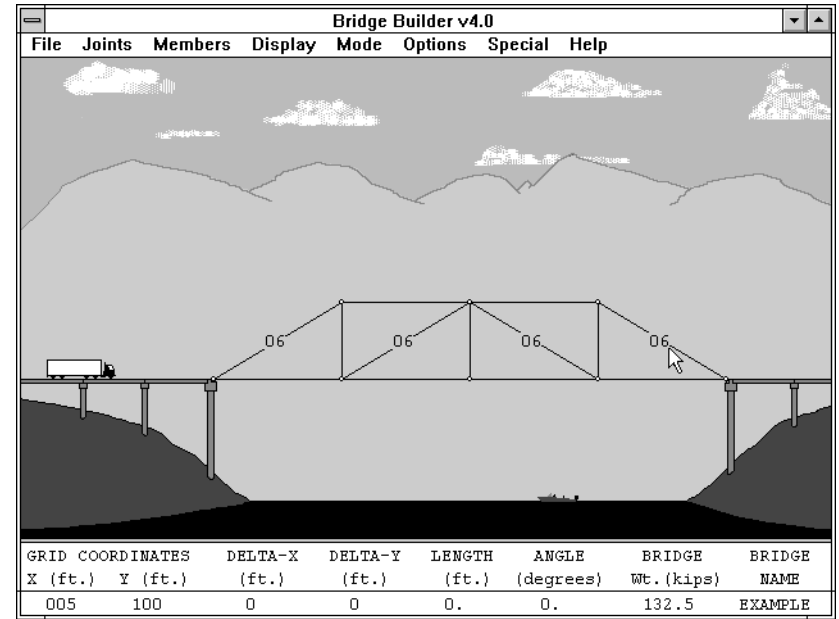 Bridge Builder v4.0
File Joints Members Display Mode Options Special Help
06 06 06 06
GRID COORDINATES DELTA-X DELTA-Y LENGTH ANGLE BRIDGE BRIDGE
X (ft.) Y (ft.) (ft.) (ft.) (ft.) (degrees) Wt.(kips) NAME
005 100 0 0 0. 0. 132.5 EXAMPLE